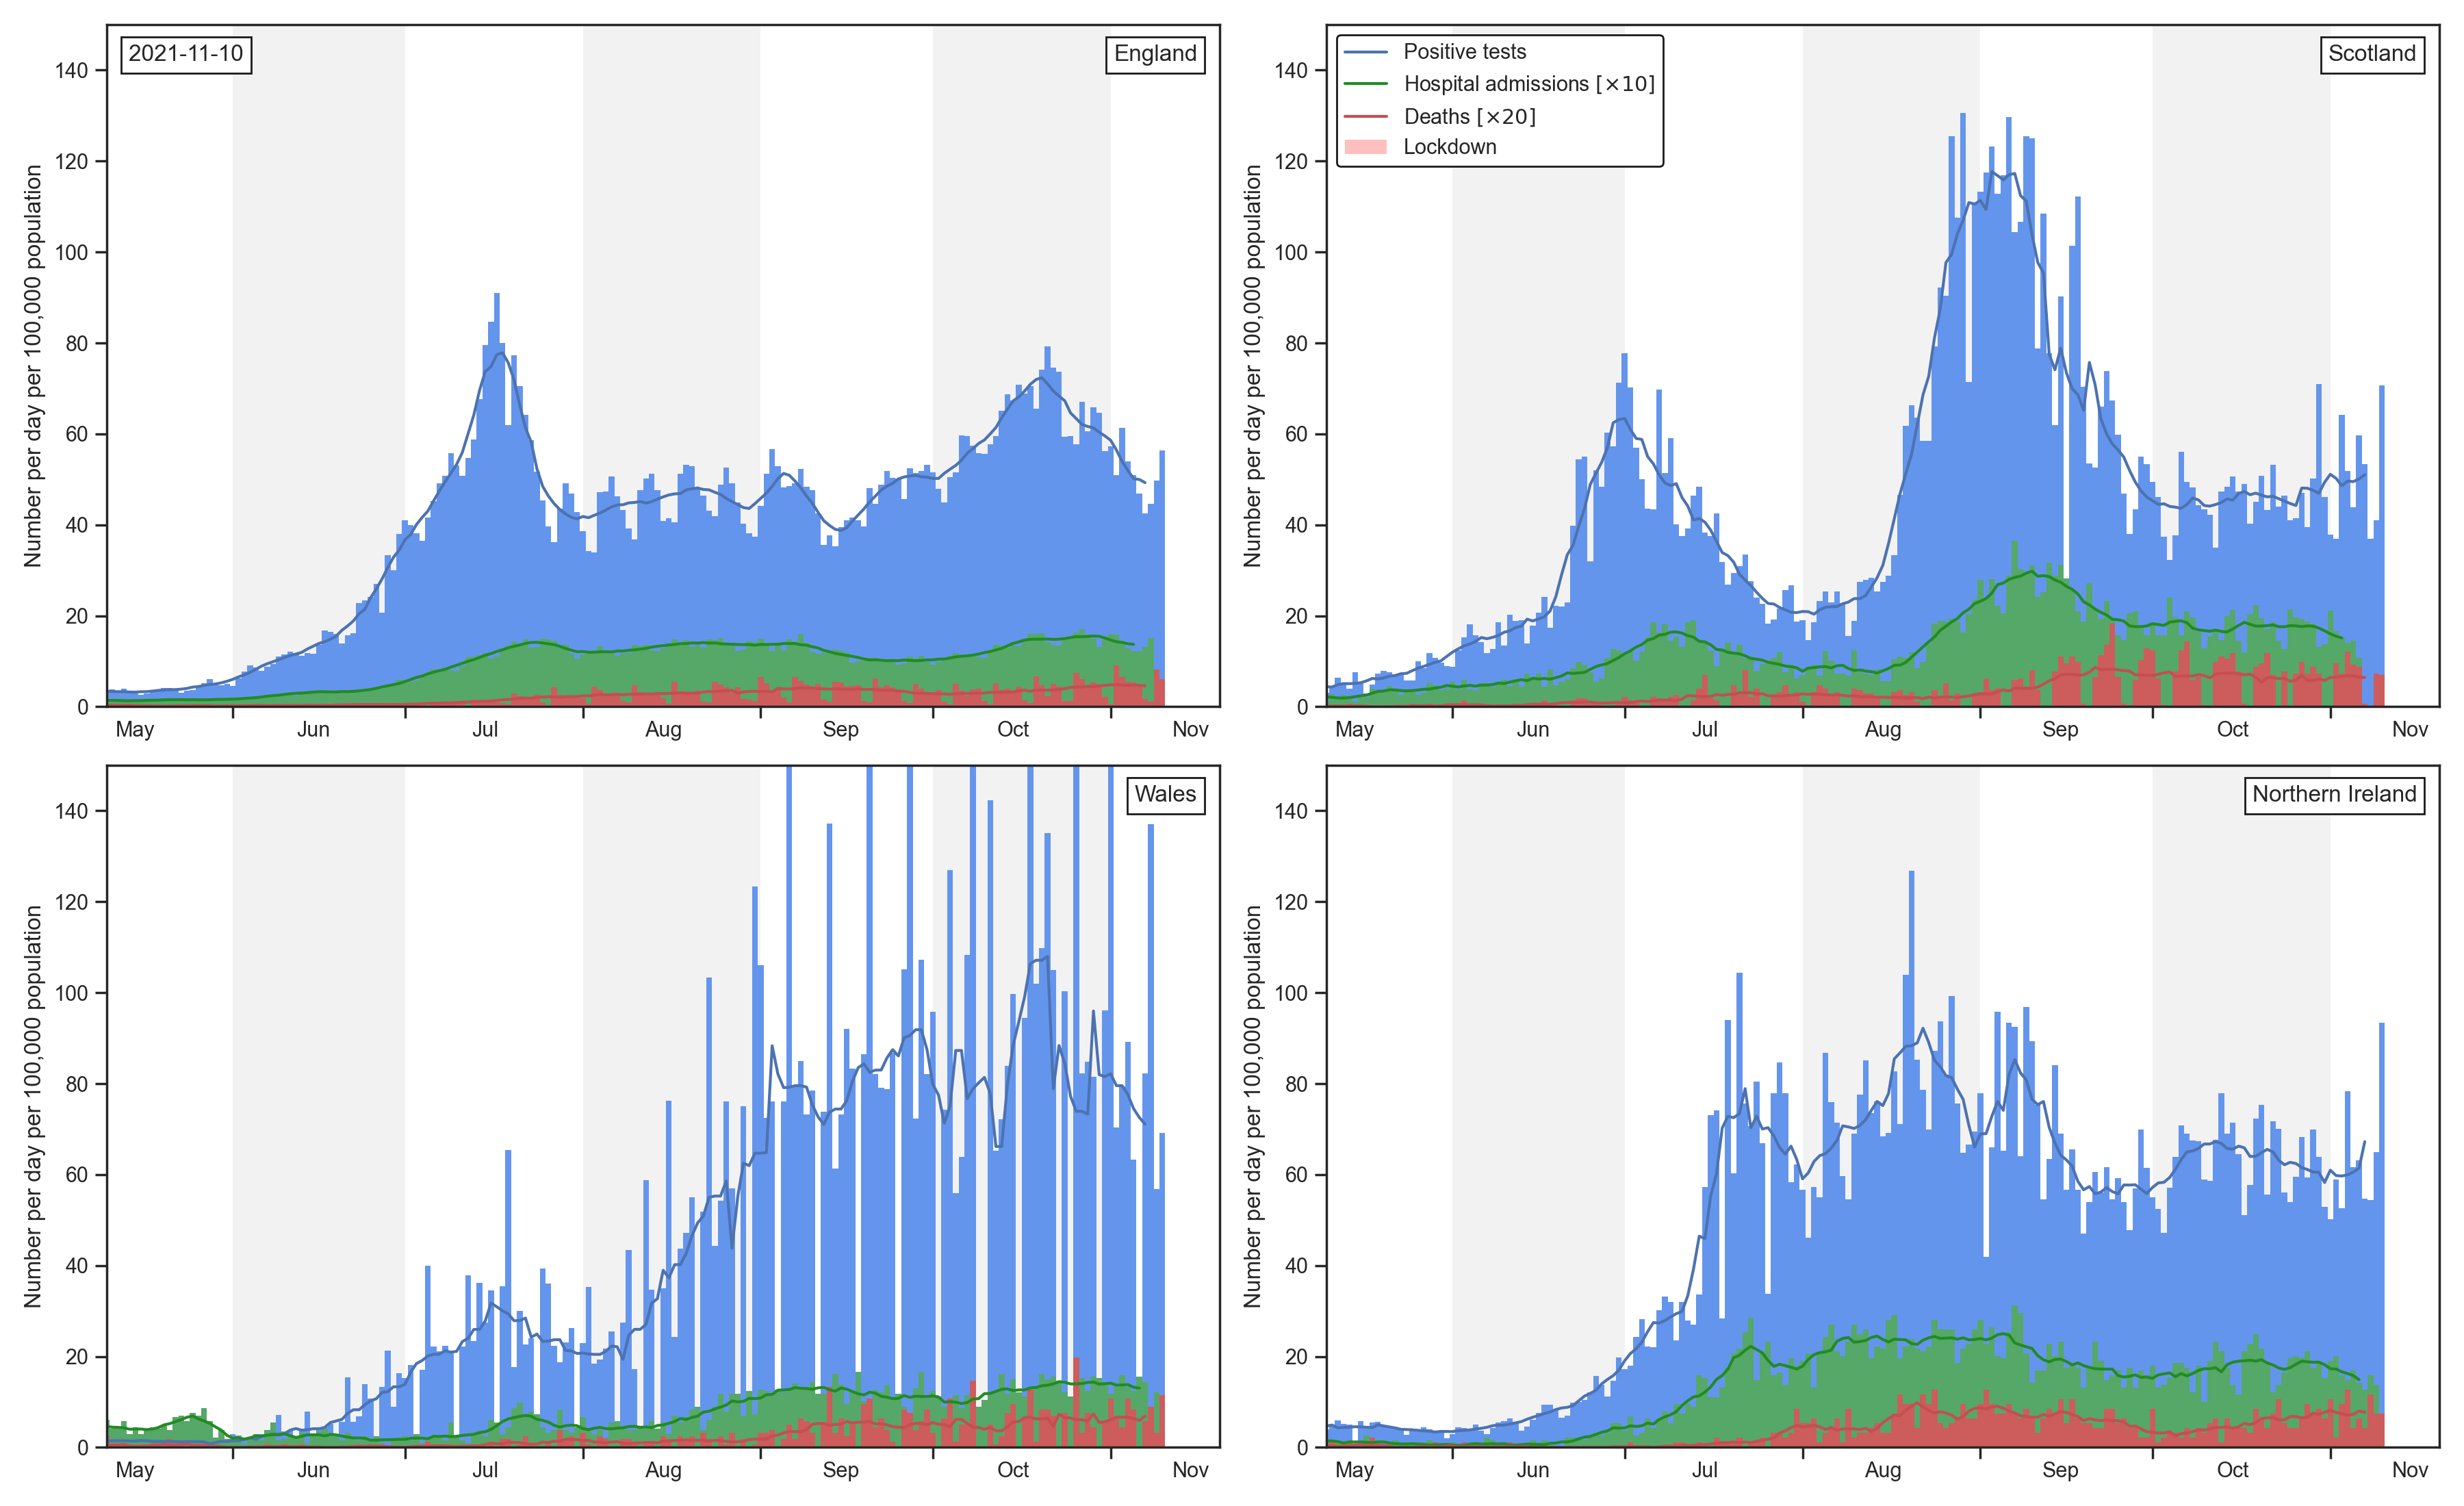 2021-11-10
England
Number per day per 100,000 population
140
120
100
80
60
40
20
0
May Jun Jul Aug Sep Oct Nov
Positive tests
Hospital admissions [×10]
Deaths [×20]
Lockdown
Scotland
Number per day per 100,000 population
140
120
100
80
60
40
20
0
May Jun Jul Aug Sep Oct Nov
Wales
Number per day per 100,000 population
140
120
100
80
60
40
20
0
May Jun Jul Aug Sep Oct Nov
Northern Ireland
Number per day per 100,000 population
140
120
100
80
60
40
20
0
May Jun Jul Aug Sep Oct Nov